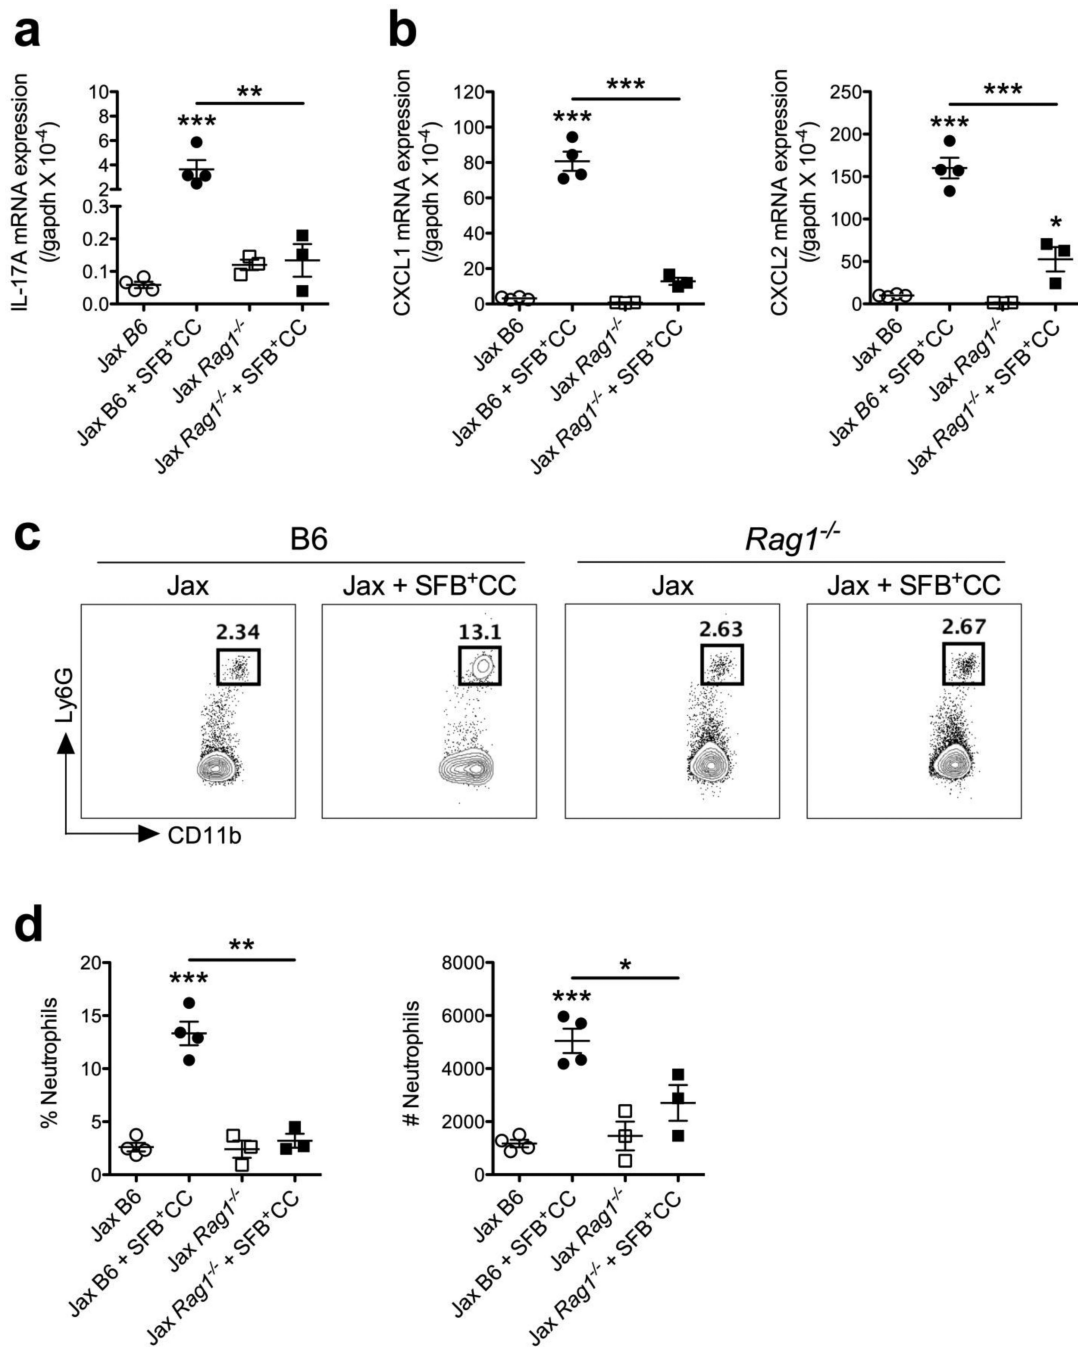 a
IL-17A mRNA expression
(/gapdh X 10⁻⁴)
10
8
6
4
2
0.3
0.2
0.1
0.0
***
**
Jax B6
Jax B6 + SFB⁺CC
Jax Rag1⁻/⁻
Jax Rag1⁻/⁻ + SFB⁺CC
b
CXCL1 mRNA expression
(/gapdh X 10⁻⁴)
120
100
80
60
40
20
0
***
***
Jax B6
Jax B6 + SFB⁺CC
Jax Rag1⁻/⁻
Jax Rag1⁻/⁻ + SFB⁺CC
CXCL2 mRNA expression
(/gapdh X 10⁻⁴)
250
200
150
100
50
0
***
***
*
Jax B6
Jax B6 + SFB⁺CC
Jax Rag1⁻/⁻
Jax Rag1⁻/⁻ + SFB⁺CC
c
B6
Rag1⁻/⁻
Jax
Jax + SFB⁺CC
Jax
Jax + SFB⁺CC
2.34
13.1
2.63
2.67
Ly6G
CD11b
d
% Neutrophils
20
15
10
5
0
***
**
Jax B6
Jax B6 + SFB⁺CC
Jax Rag1⁻/⁻
Jax Rag1⁻/⁻ + SFB⁺CC
# Neutrophils
8000
6000
4000
2000
0
***
*
Jax B6
Jax B6 + SFB⁺CC
Jax Rag1⁻/⁻
Jax Rag1⁻/⁻ + SFB⁺CC